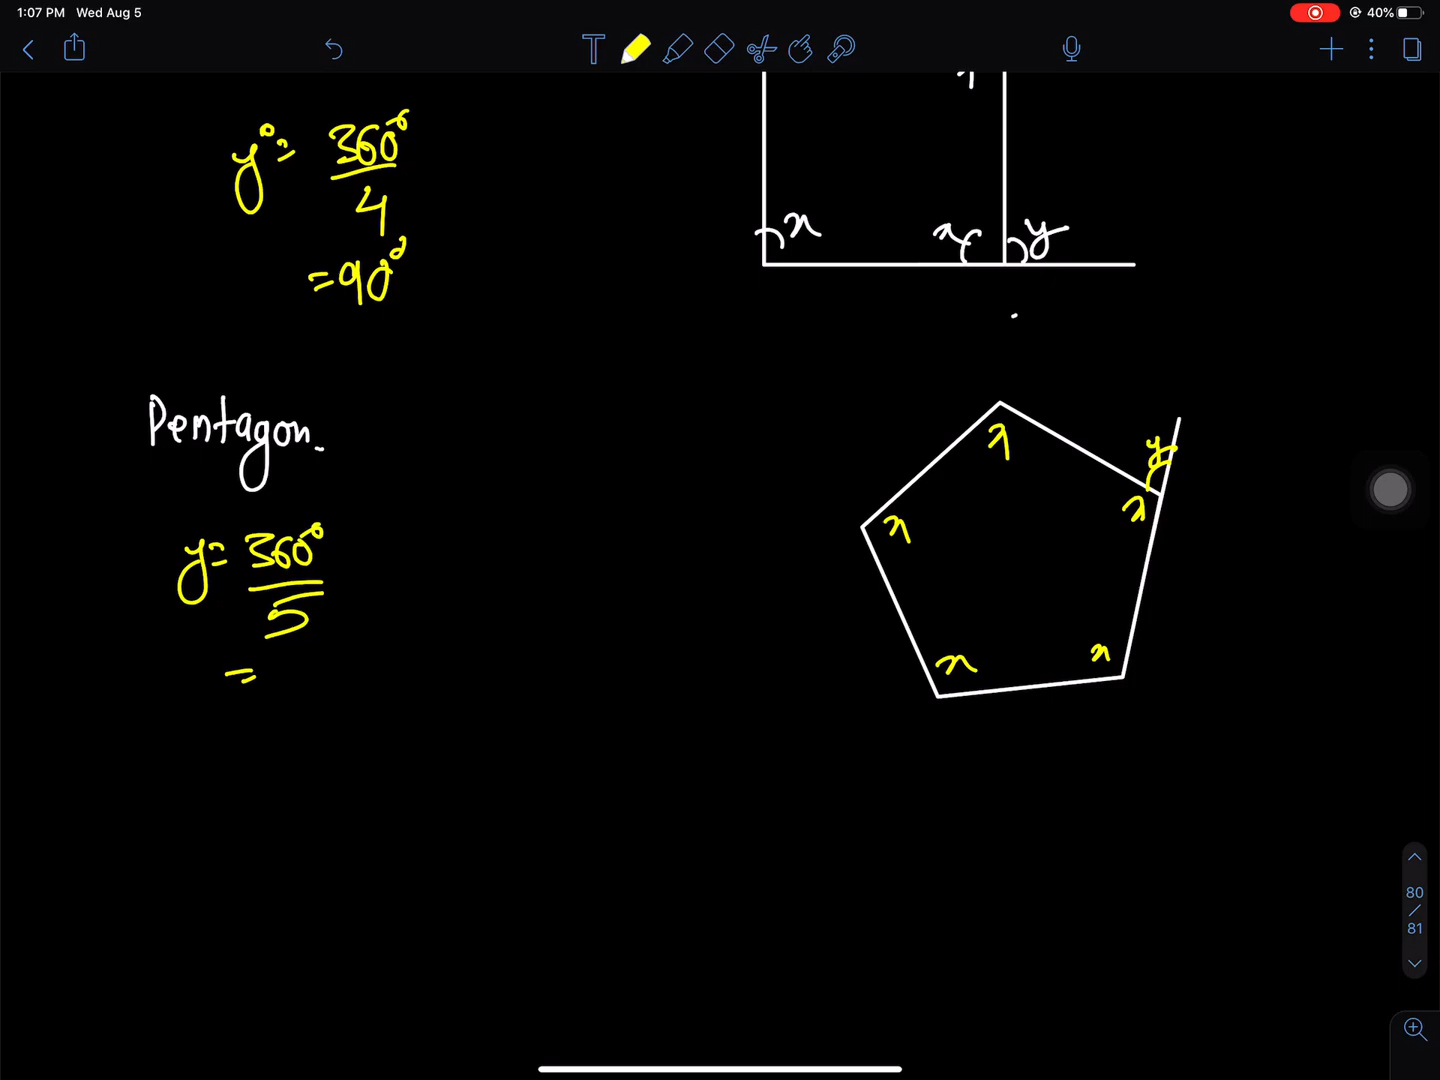 1:07 PM Wed Aug 5
40%
T
y° = 360°
4
= 90°
x
x
x
y
Pentagon
y = 360°
5
=
x
y
x
x
x
x
80
81